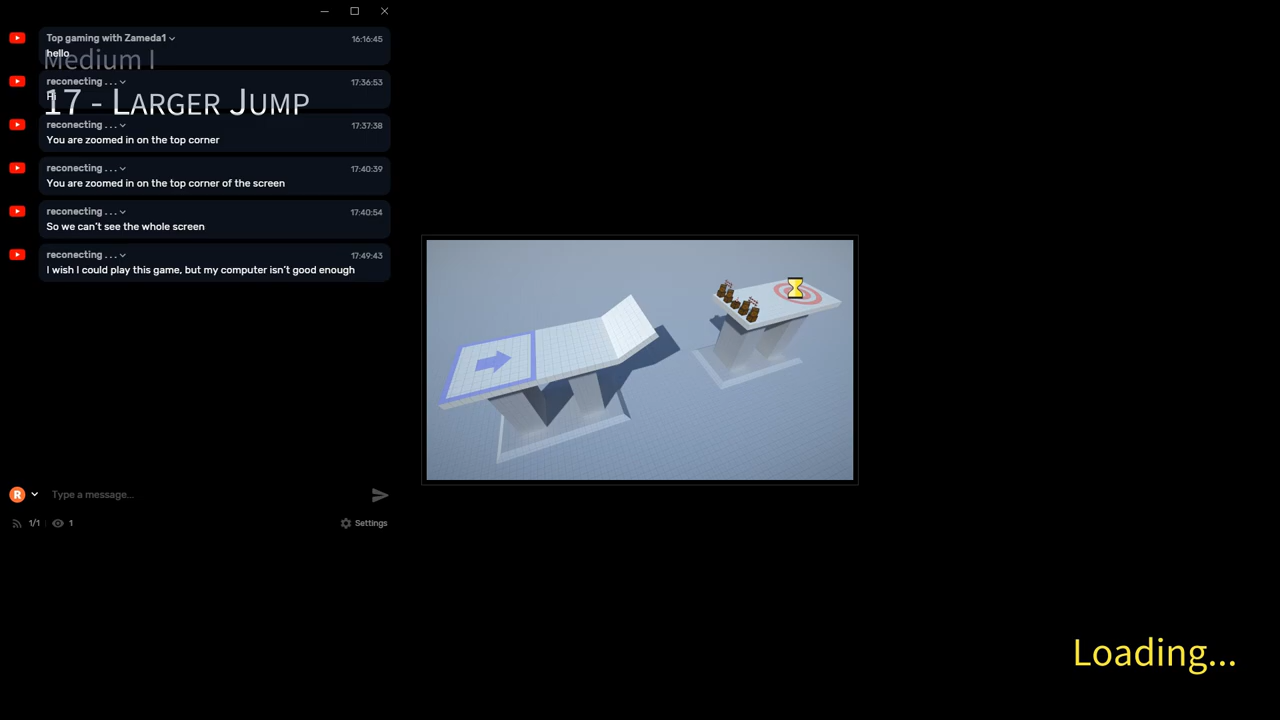 Top gaming with Zameda1
16:16:45
hello
Medium I
reconecting . . .
17:36:53
17 - Larger Jump
reconecting . . .
17:37:38
You are zoomed in on the top corner
reconecting . . .
17:40:39
You are zoomed in on the top corner of the screen
reconecting . . .
17:40:54
So we can't see the whole screen
reconecting . . .
17:49:43
I wish I could play this game, but my computer isn't good enough
R
Type a message...
1/1
1
Settings
Loading...